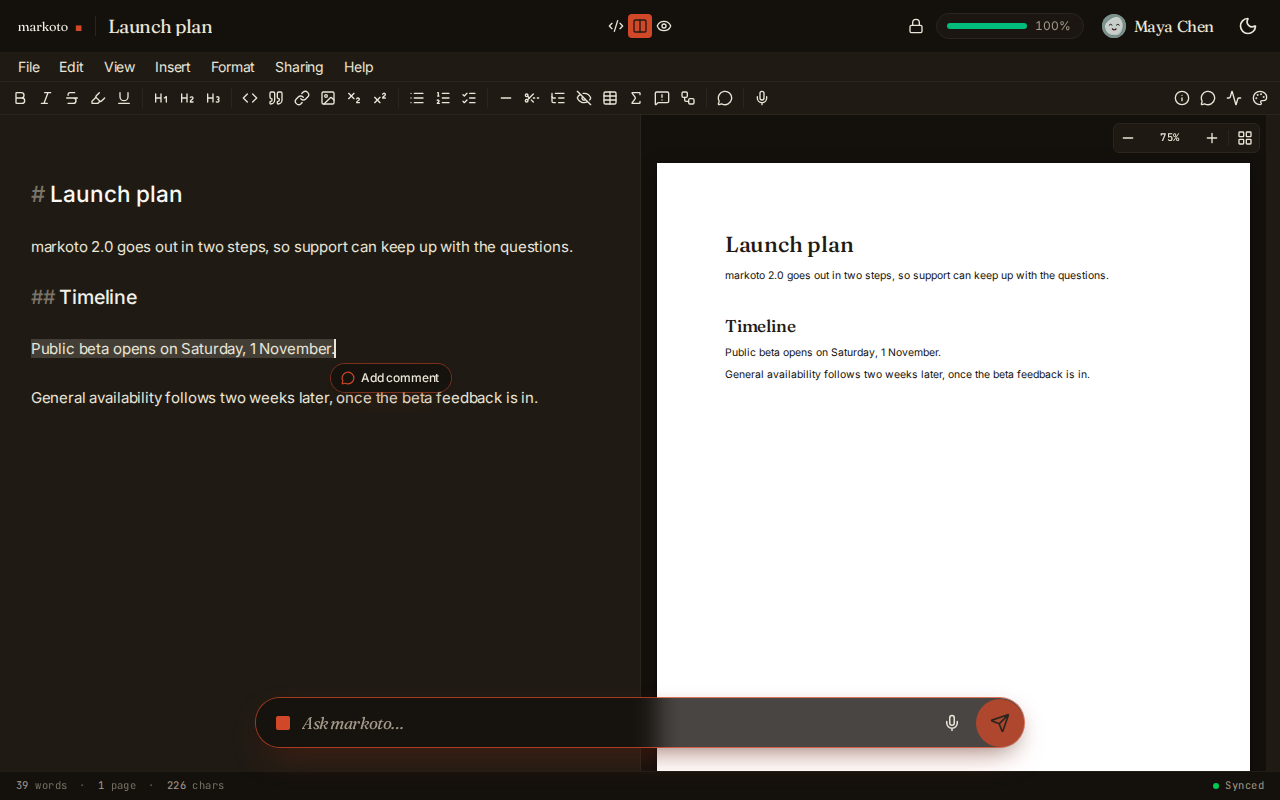 markoto
Launch plan
100%
Maya Chen
File Edit View Insert Format Sharing Help
H1 H2 H3
75%
# Launch plan
markoto 2.0 goes out in two steps, so support can keep up with the questions.
## Timeline
Public beta opens on Saturday, 1 November.
Add comment
General availability follows two weeks later, once the beta feedback is in.
Launch plan
markoto 2.0 goes out in two steps, so support can keep up with the questions.
Timeline
Public beta opens on Saturday, 1 November.
General availability follows two weeks later, once the beta feedback is in.
Ask markoto...
39 words · 1 page · 226 chars
Synced